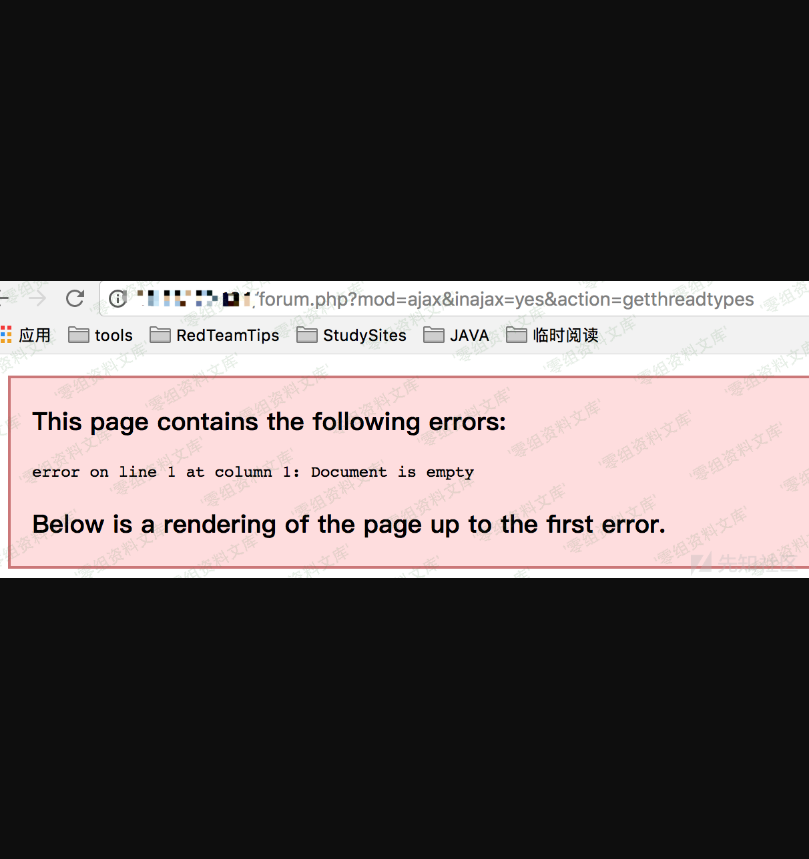 /forum.php?mod=ajax&inajax=yes&action=getthreadtypes
应用 tools RedTeamTips StudySites JAVA 临时阅读
This page contains the following errors:
error on line 1 at column 1: Document is empty
Below is a rendering of the page up to the first error.
零组资料文库
先知社区